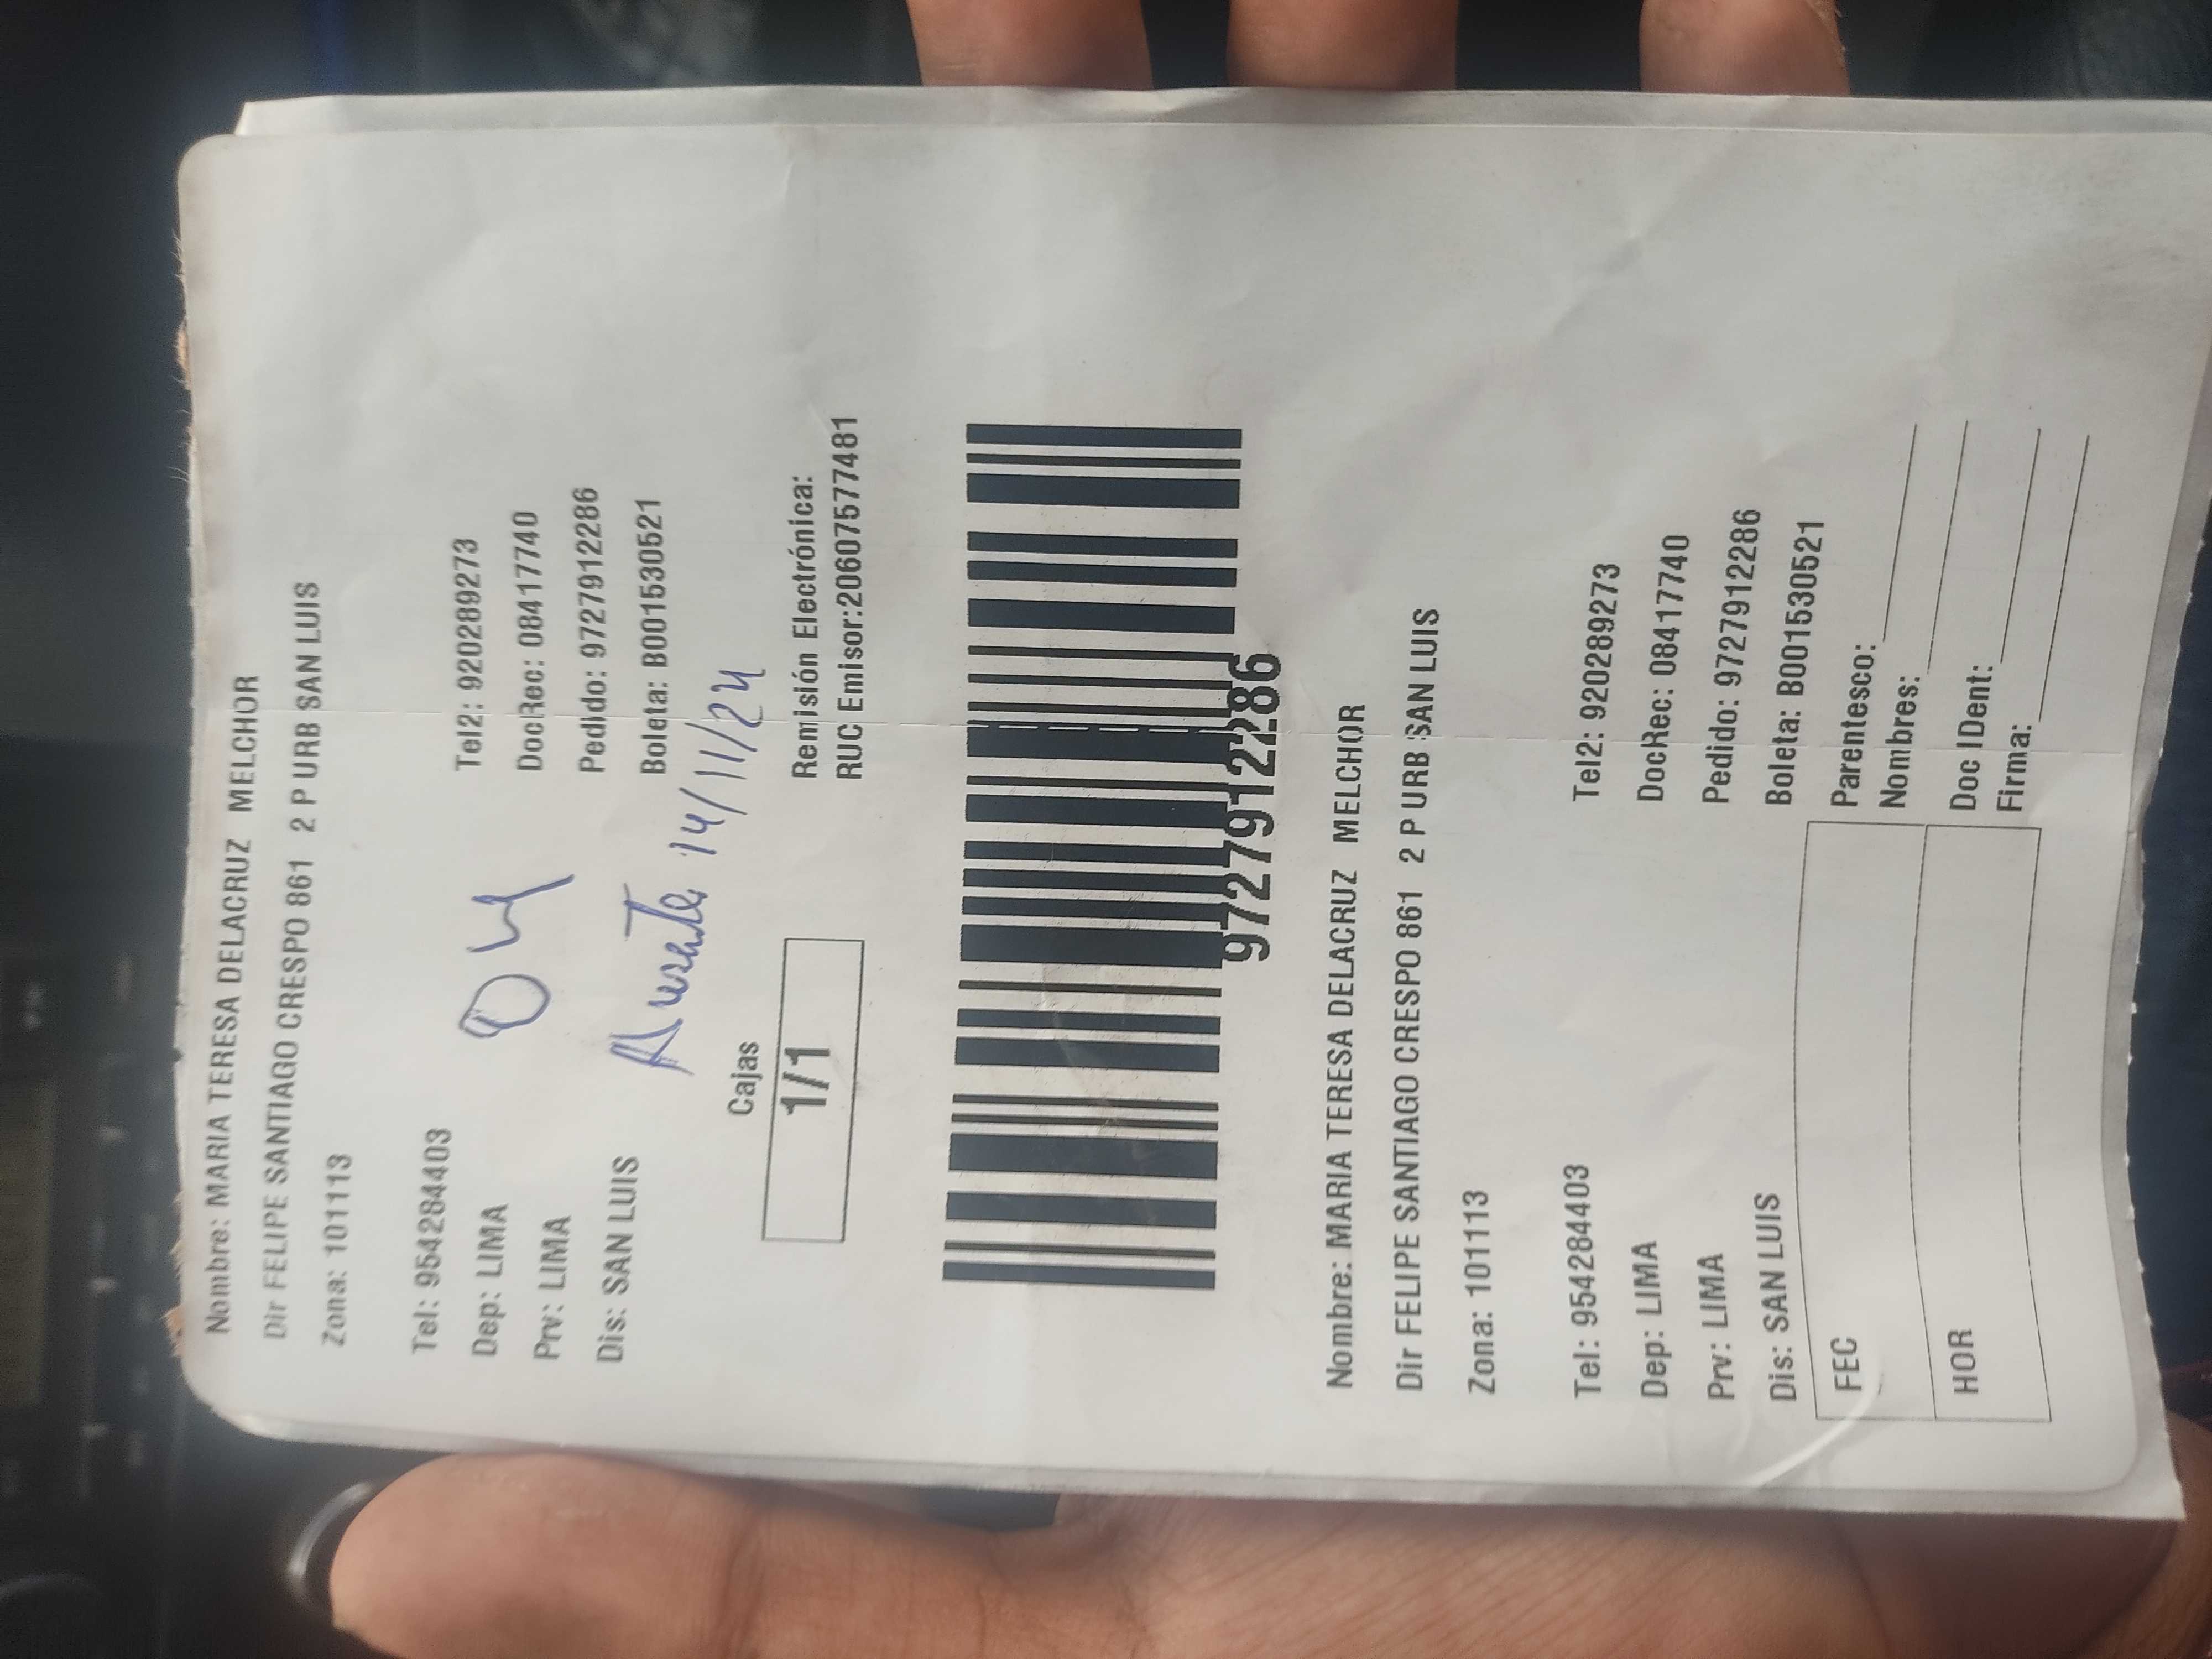 Nombre: MARIA TERESA DELACRUZ MELCHOR
Dir FELIPE SANTIAGO CRESPO 861 2 P URB SAN LUIS
Zona: 101113
Tel: 954284403 Tel2: 920289273
Dep: LIMA DocRec: 08417740
Prv: LIMA Pedido: 9727912286
Dis: SAN LUIS Boleta: B001530521
Ausente 14/11/24
Cajas
1/1
Remisión Electrónica:
RUC Emisor:20607577481
9727912286
Nombre: MARIA TERESA DELACRUZ MELCHOR
Dir FELIPE SANTIAGO CRESPO 861 2 P URB SAN LUIS
Zona: 101113
Tel: 954284403 Tel2: 920289273
Dep: LIMA DocRec: 08417740
Prv: LIMA Pedido: 9727912286
Dis: SAN LUIS Boleta: B001530521
FEC Parentesco:
Nombres:
HOR Doc IDent:
Firma: